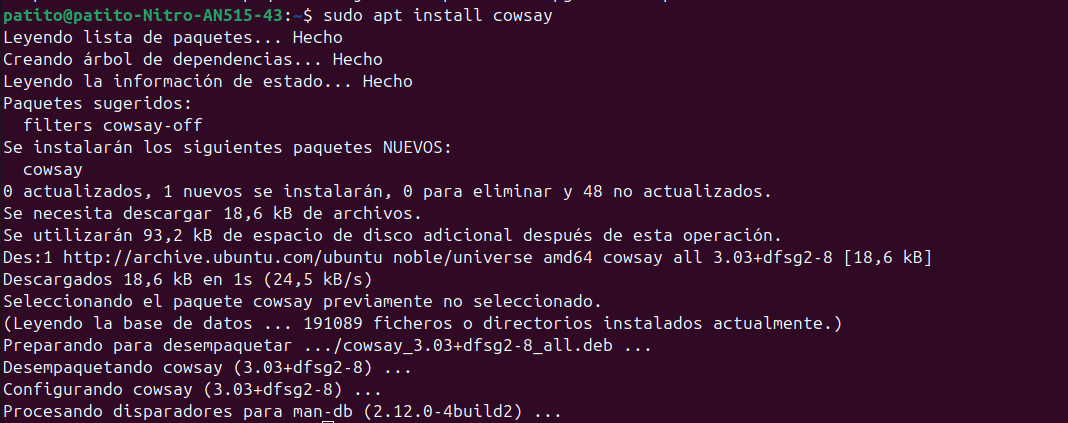 patito@patito-Nitro-AN515-43:~$ sudo apt install cowsay
Leyendo lista de paquetes... Hecho
Creando árbol de dependencias... Hecho
Leyendo la información de estado... Hecho
Paquetes sugeridos:
  filters cowsay-off
Se instalarán los siguientes paquetes NUEVOS:
  cowsay
0 actualizados, 1 nuevos se instalarán, 0 para eliminar y 48 no actualizados.
Se necesita descargar 18,6 kB de archivos.
Se utilizarán 93,2 kB de espacio de disco adicional después de esta operación.
Des:1 http://archive.ubuntu.com/ubuntu noble/universe amd64 cowsay all 3.03+dfsg2-8 [18,6 kB]
Descargados 18,6 kB en 1s (24,5 kB/s)
Seleccionando el paquete cowsay previamente no seleccionado.
(Leyendo la base de datos ... 191089 ficheros o directorios instalados actualmente.)
Preparando para desempaquetar .../cowsay_3.03+dfsg2-8_all.deb ...
Desempaquetando cowsay (3.03+dfsg2-8) ...
Configurando cowsay (3.03+dfsg2-8) ...
Procesando disparadores para man-db (2.12.0-4build2) ...